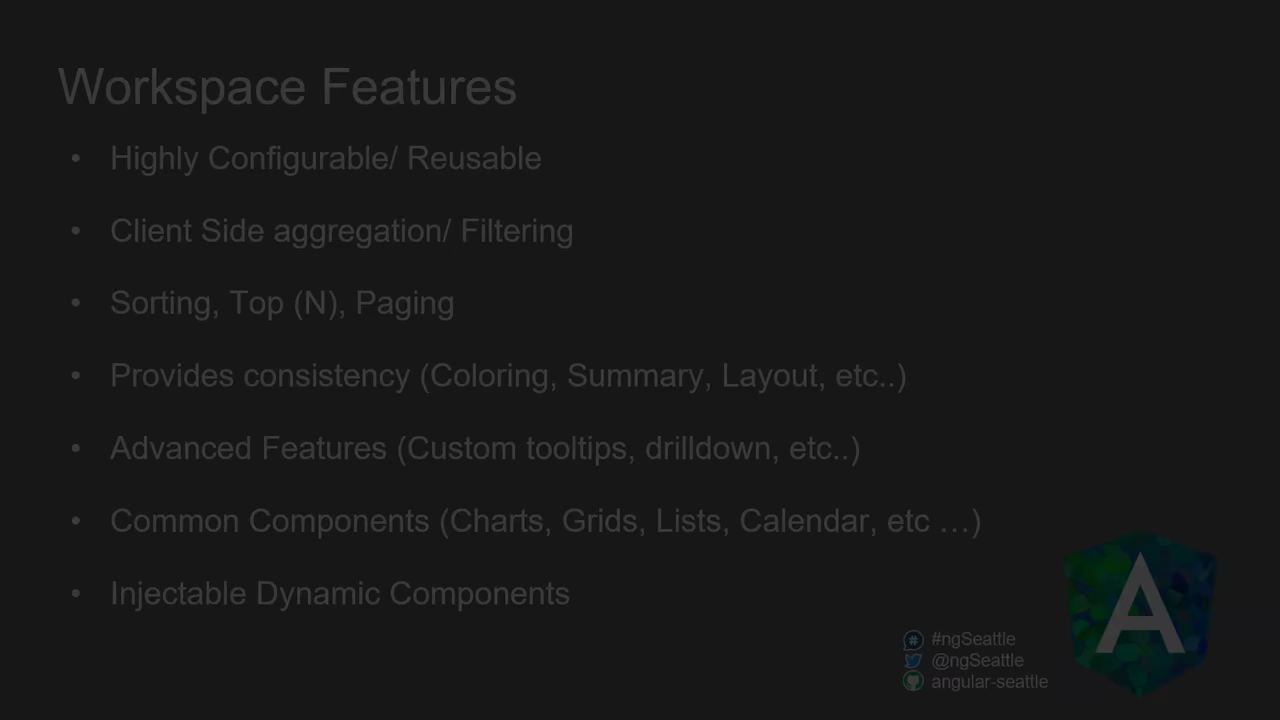 Workspace Features
• Highly Configurable/ Reusable
• Client Side aggregation/ Filtering
• Sorting, Top (N), Paging
• Provides consistency (Coloring, Summary, Layout, etc..)
• Advanced Features (Custom tooltips, drilldown, etc..)
• Common Components (Charts, Grids, Lists, Calendar, etc …)
• Injectable Dynamic Components
#ngSeattle
@ngSeattle
angular-seattle
A